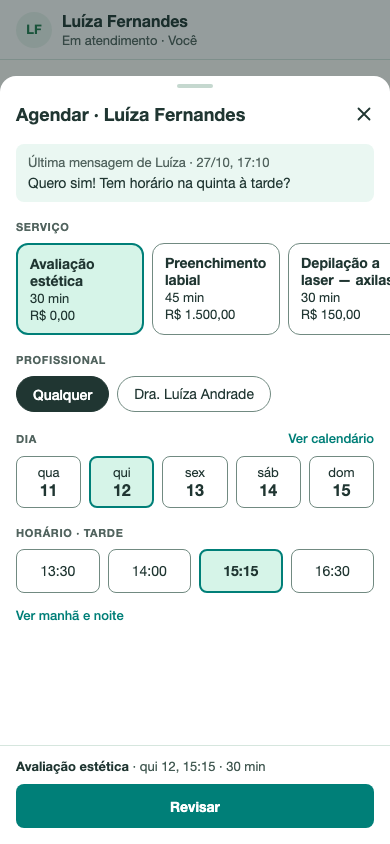 LF
Luíza Fernandes
Em atendimento · Você
Agendar · Luíza Fernandes
Última mensagem de Luíza · 27/10, 17:10
Quero sim! Tem horário na quinta à tarde?
SERVIÇO
Avaliação
estética
30 min
R$ 0,00
Preenchimento
labial
45 min
R$ 1.500,00
Depilação a
laser — axilas
30 min
R$ 150,00
PROFISSIONAL
Qualquer
Dra. Luíza Andrade
DIA
Ver calendário
qua
11
qui
12
sex
13
sáb
14
dom
15
HORÁRIO · TARDE
13:30
14:00
15:15
16:30
Ver manhã e noite
Avaliação estética · qui 12, 15:15 · 30 min
Revisar